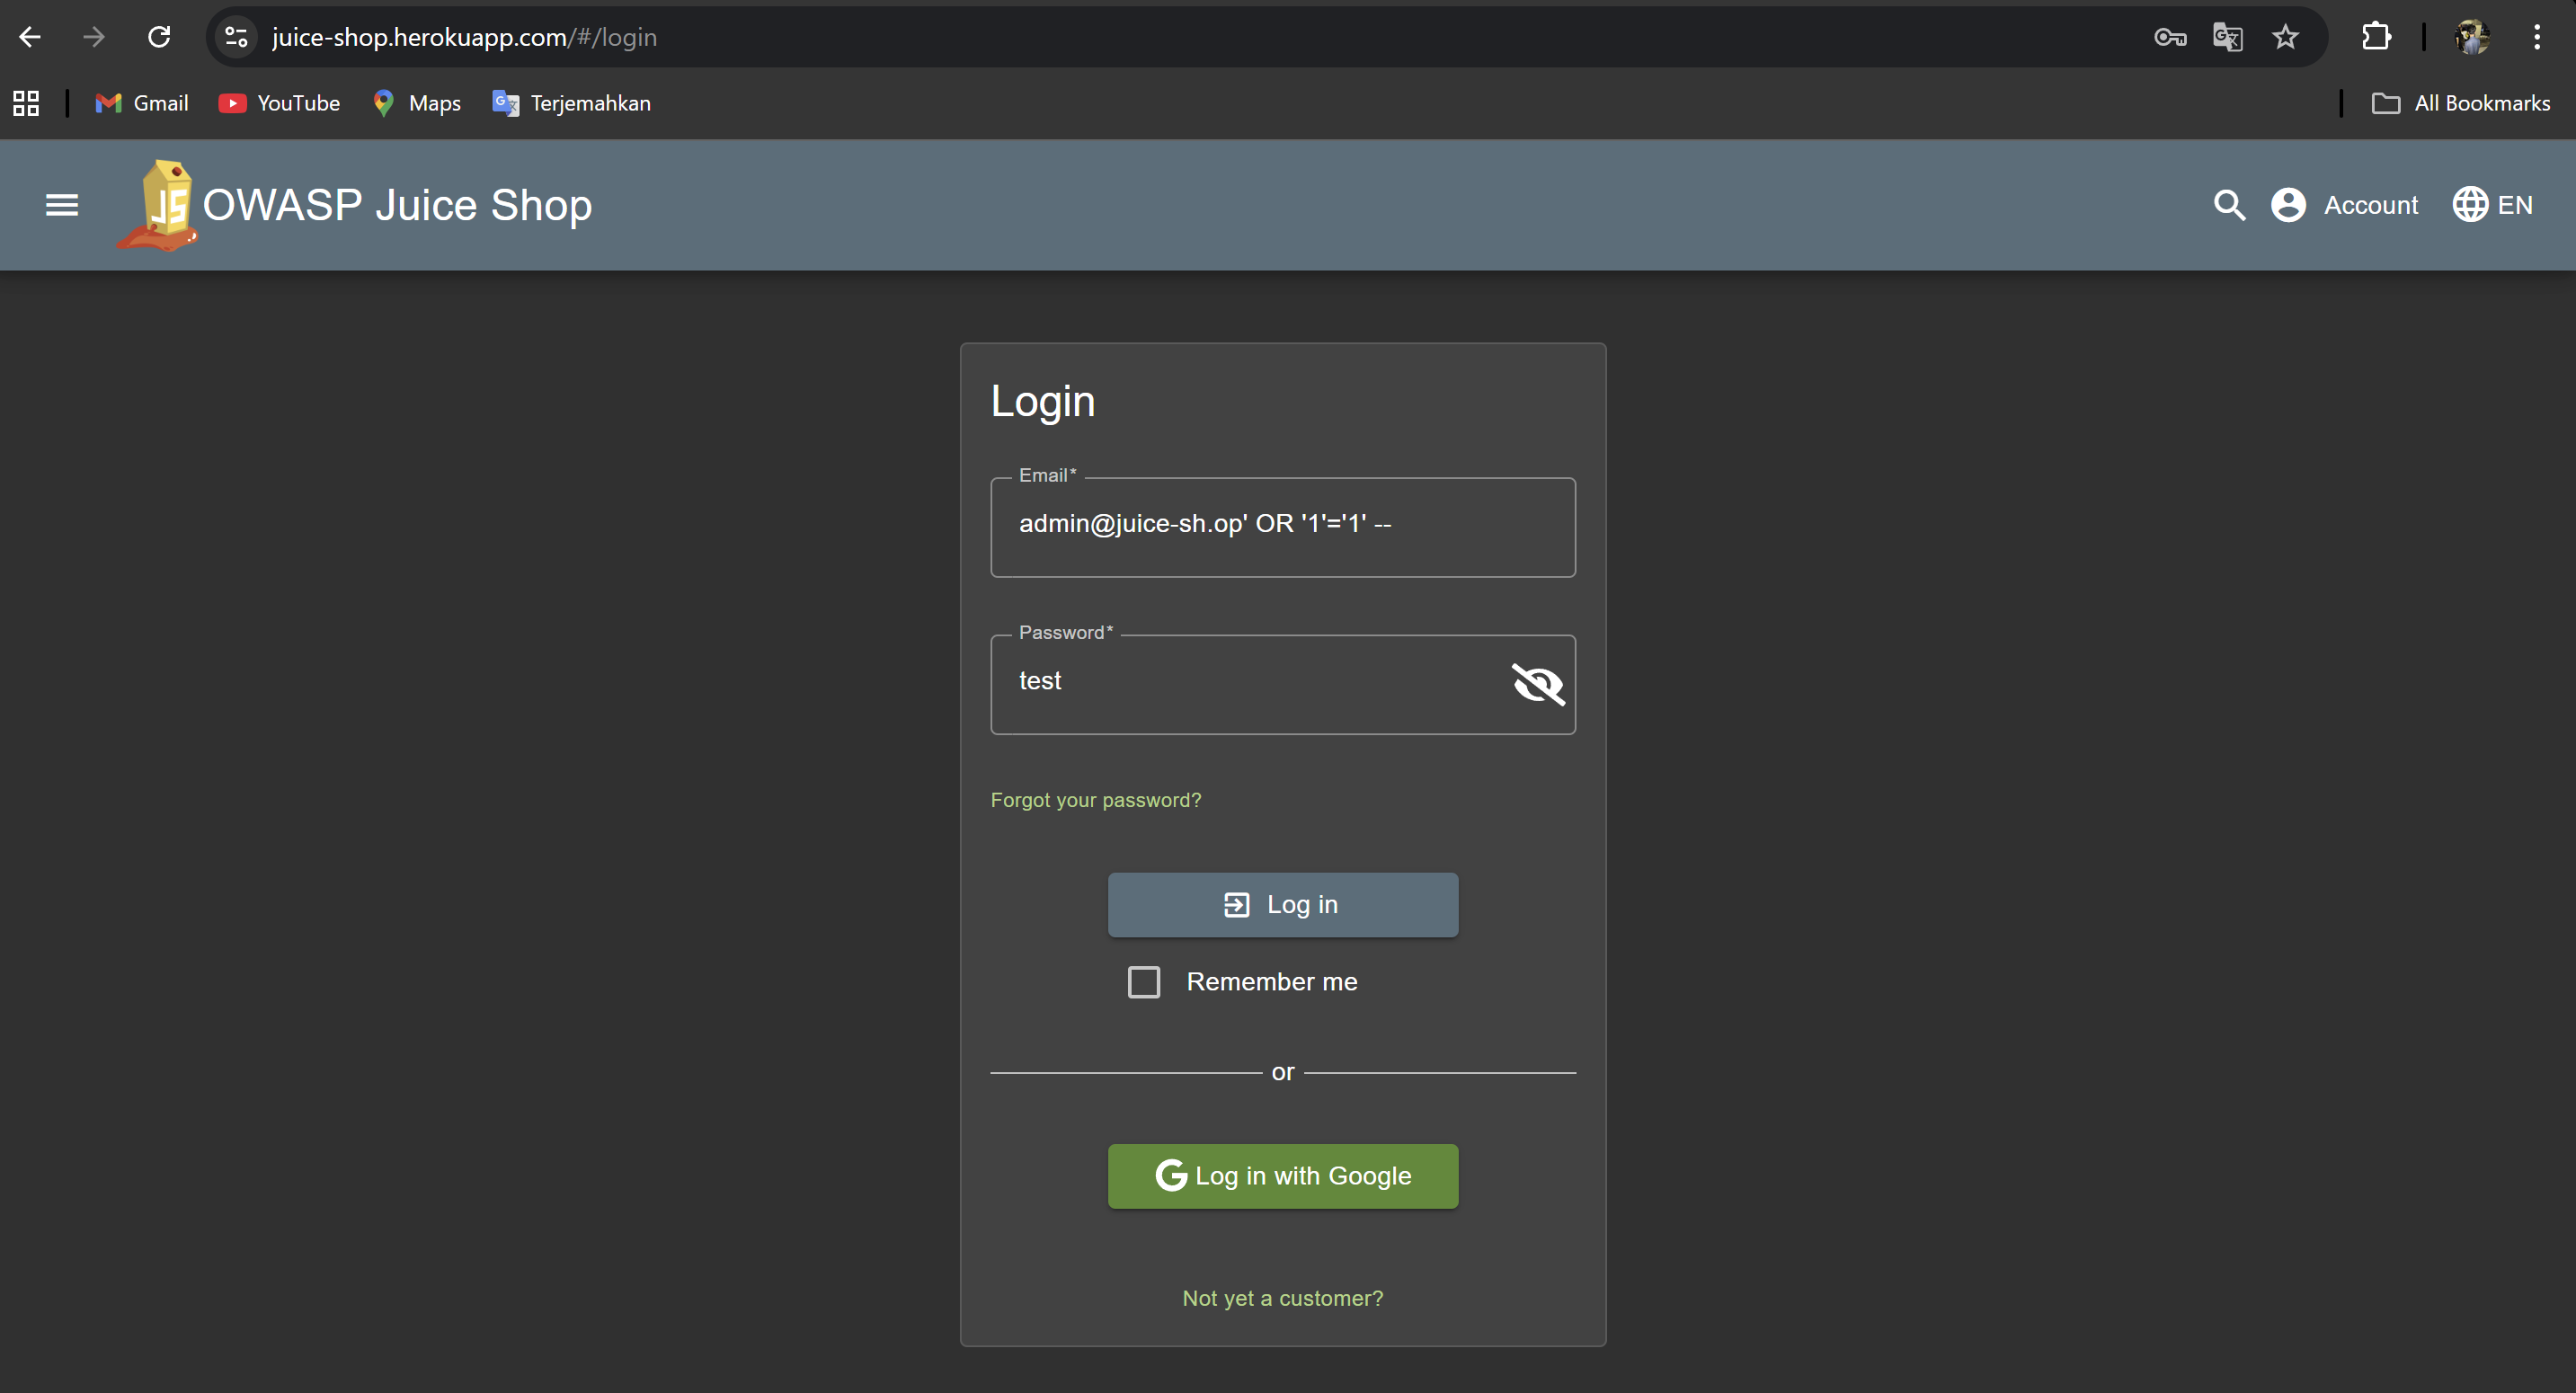 juice-shop.herokuapp.com/#/login
Gmail YouTube Maps Terjemahkan All Bookmarks
JS OWASP Juice Shop Account EN
Login
Email*
admin@juice-sh.op' OR '1'='1' --
Password*
test
Forgot your password?
Log in
Remember me
or
G Log in with Google
Not yet a customer?